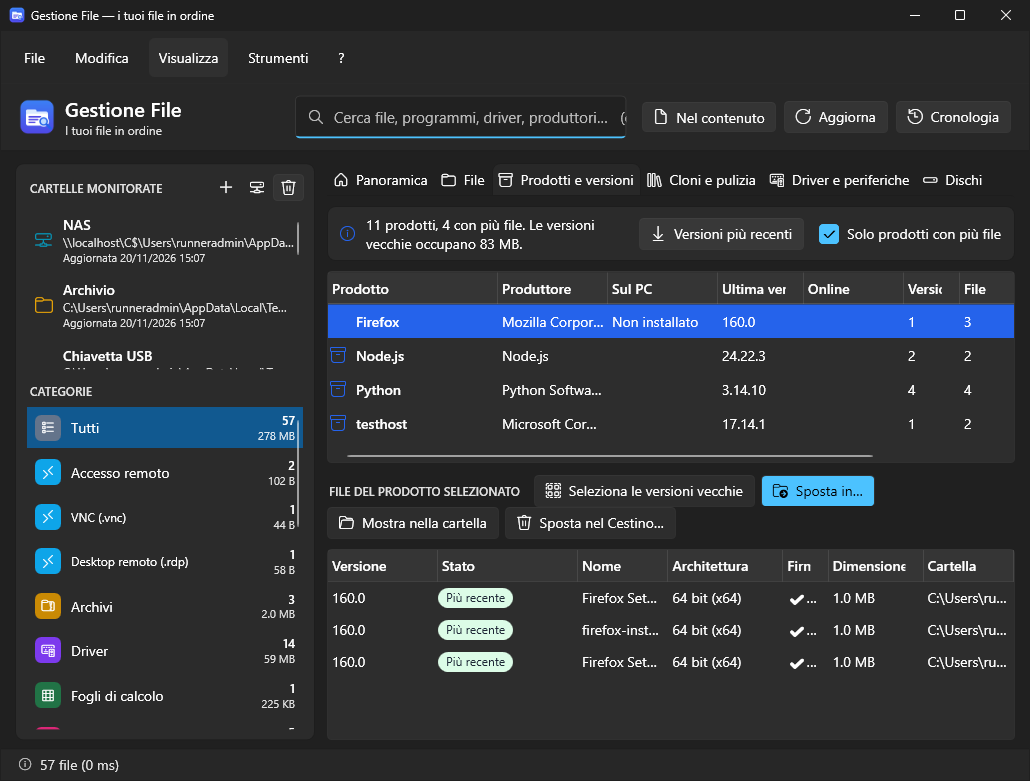 Gestione File — i tuoi file in ordine
File Modifica Visualizza Strumenti ?
Gestione File
I tuoi file in ordine
Cerca file, programmi, driver, produttori...
Nel contenuto Aggiorna Cronologia
CARTELLE MONITORATE
NAS
\\localhost\C$\Users\runneradmin\AppDa...
Aggiornata 20/11/2026 15:07
Archivio
C:\Users\runneradmin\AppData\Local\Te...
Aggiornata 20/11/2026 15:07
Chiavetta USB
CATEGORIE
Tutti 57
278 MB
Accesso remoto 2
102 B
VNC (.vnc) 1
44 B
Desktop remoto (.rdp) 1
58 B
Archivi 3
2.0 MB
Driver 14
59 MB
Fogli di calcolo 1
225 KB
Panoramica File Prodotti e versioni Cloni e pulizia Driver e periferiche Dischi
11 prodotti, 4 con più file. Le versioni
vecchie occupano 83 MB.
Versioni più recenti Solo prodotti con più file
Prodotto Produttore Sul PC Ultima ver Online Versic File
Firefox Mozilla Corpor... Non installato 160.0 1 3
Node.js Node.js 24.22.3 2 2
Python Python Softwa... 3.14.10 4 4
testhost Microsoft Cor... 17.14.1 1 2
FILE DEL PRODOTTO SELEZIONATO Seleziona le versioni vecchie Sposta in...
Mostra nella cartella Sposta nel Cestino...
Versione Stato Nome Architettura Firn Dimensione Cartella
160.0 Più recente Firefox Set... 64 bit (x64) ✔... 1.0 MB C:\Users\ru...
160.0 Più recente firefox-inst... 64 bit (x64) ✔... 1.0 MB C:\Users\ru...
160.0 Più recente Firefox Set... 64 bit (x64) ✔... 1.0 MB C:\Users\ru...
57 file (0 ms)